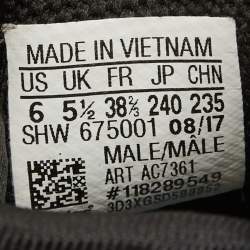 MADE IN VIETNAM
US UK FR JP CHN
6 5½ 38⅔ 240 235
SHW 675001 08/17
MALE/MÂLE
ART AC7361
#118289549